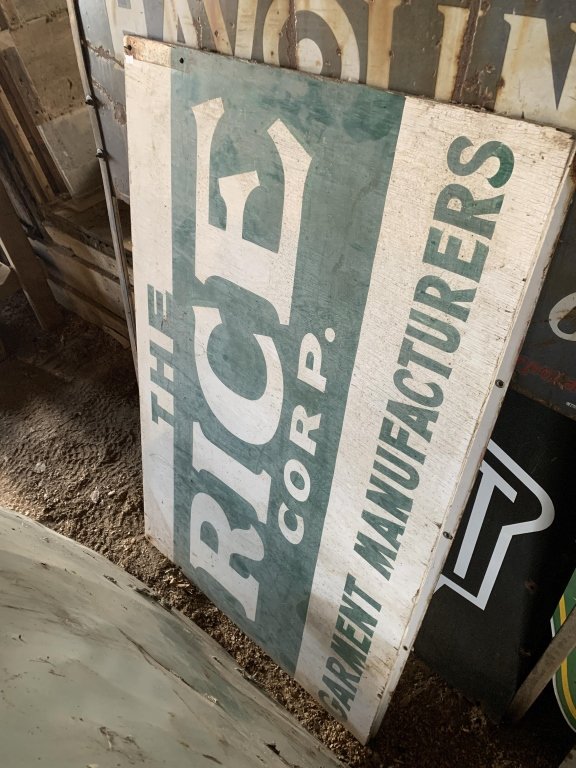 THE
RICE
CORP.
GARMENT MANUFACTURERS